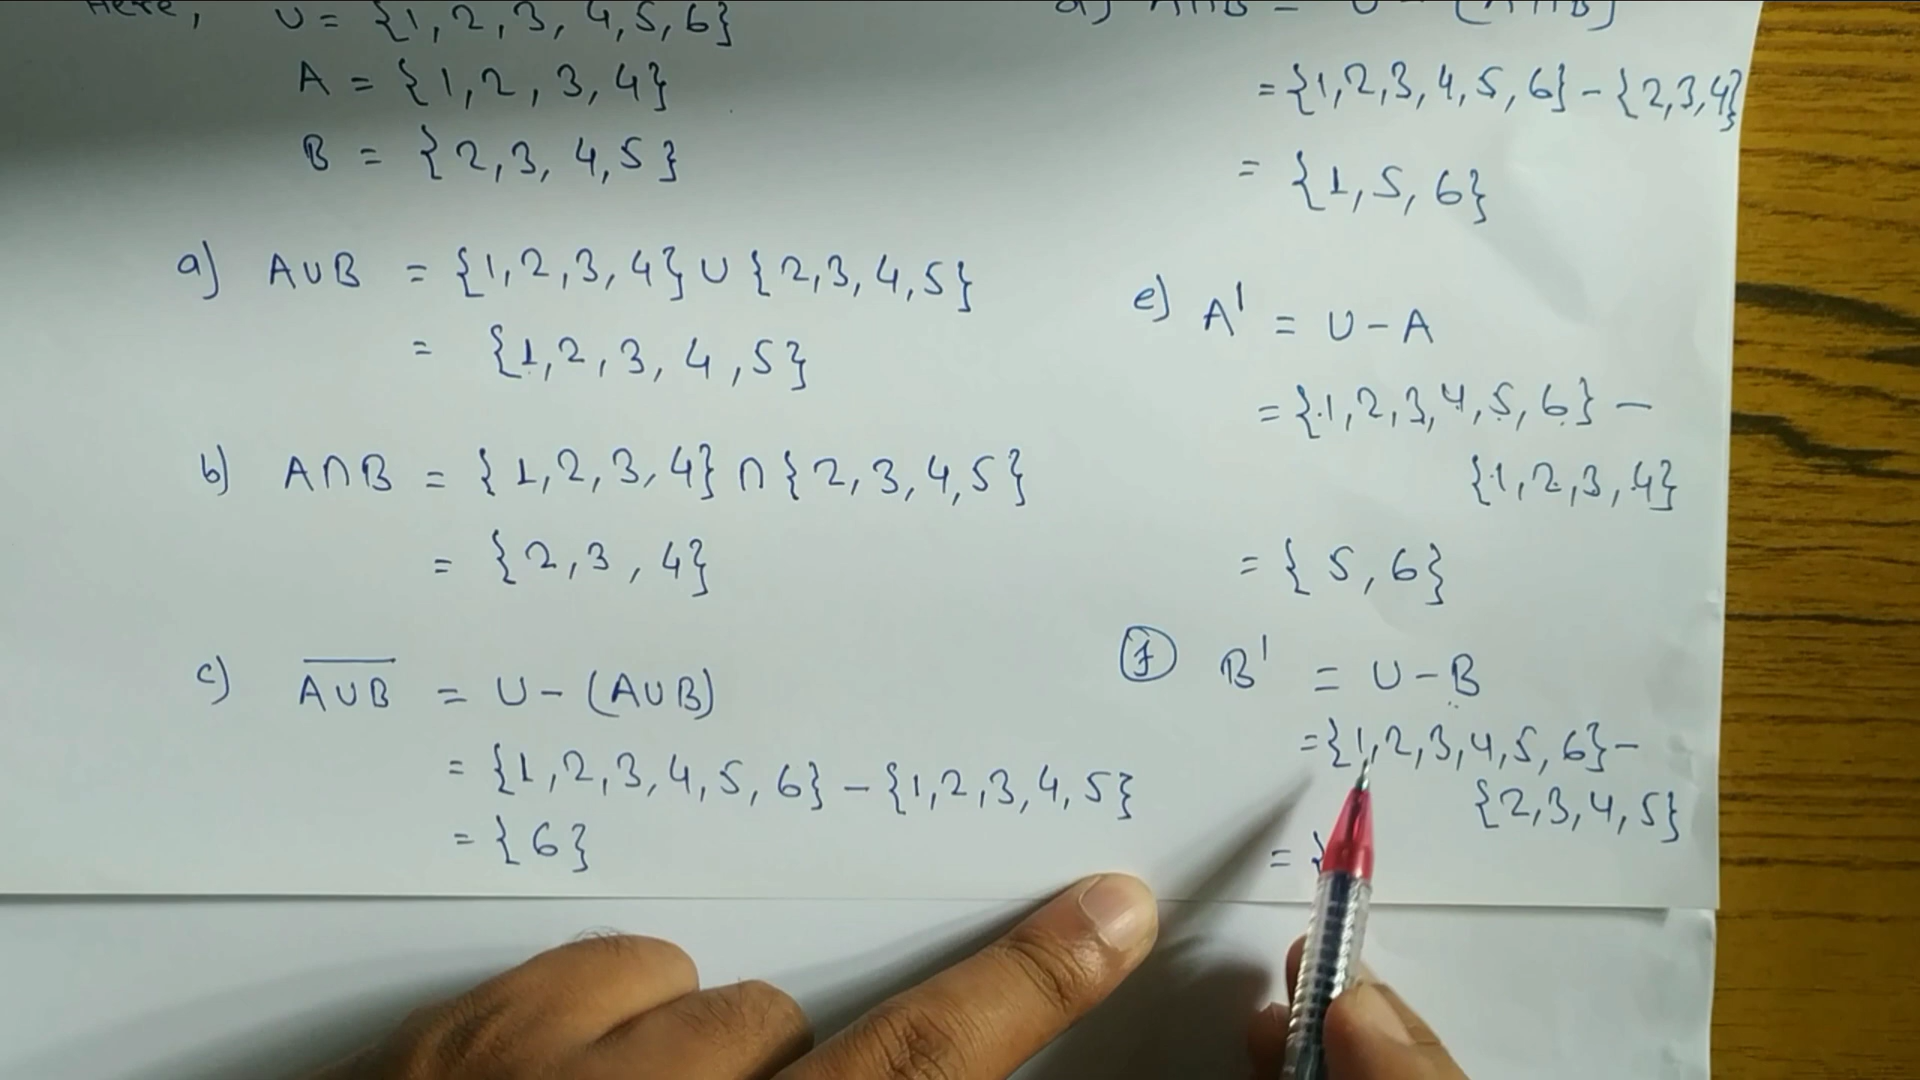 Here, U = {1, 2, 3, 4, 5, 6}
A = {1, 2, 3, 4}
B = {2, 3, 4, 5}
a) A∪B = {1, 2, 3, 4} ∪ {2, 3, 4, 5}
= {1, 2, 3, 4, 5}
b) A∩B = {1, 2, 3, 4} ∩ {2, 3, 4, 5}
= {2, 3, 4}
c) A̅∪̅B̅ = U - (A∪B)
= {1, 2, 3, 4, 5, 6} - {1, 2, 3, 4, 5}
= {6}
d) A∩B = U - (A∩B)
= {1, 2, 3, 4, 5, 6} - {2, 3, 4}
= {1, 5, 6}
e) A' = U - A
= {1, 2, 3, 4, 5, 6} -
{1, 2, 3, 4}
= {5, 6}
f B' = U - B
= {1, 2, 3, 4, 5, 6} -
{2, 3, 4, 5}
= {